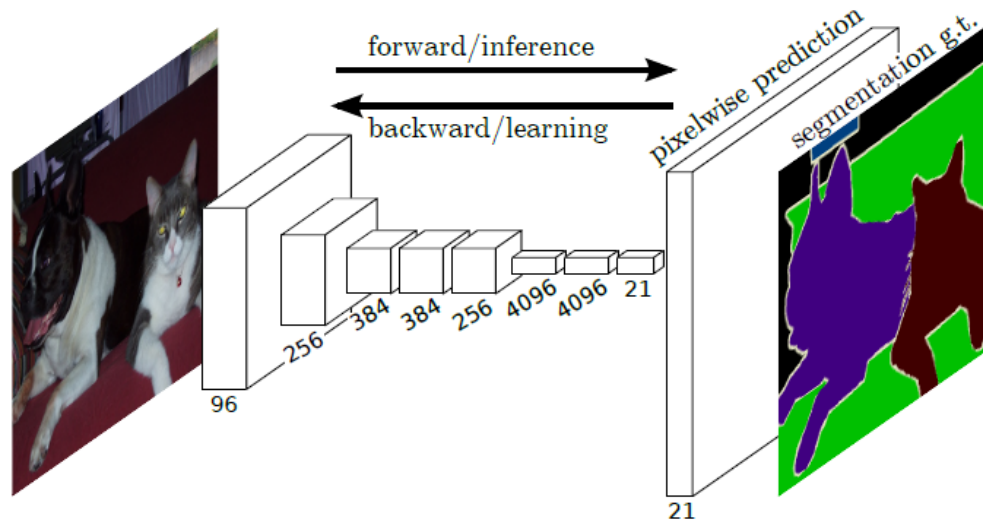 forward/inference
backward/learning
pixelwise prediction
segmentation g.t.
96
256
384
384
256
4096
4096
21
21